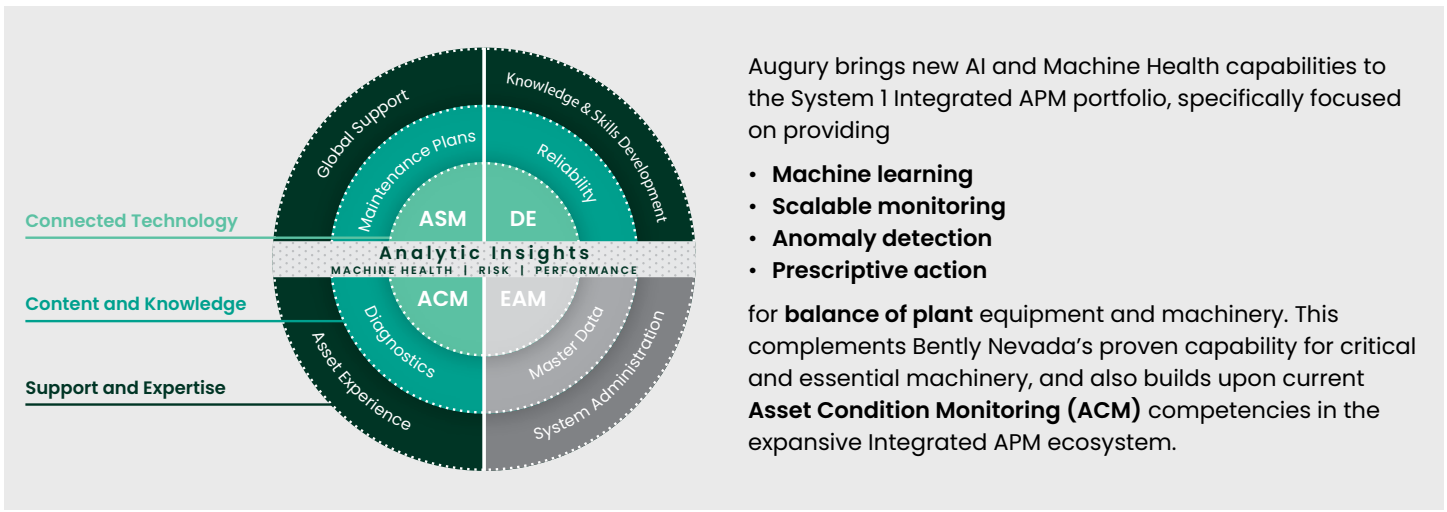 Connected Technology
Content and Knowledge
Support and Expertise
Global Support
Knowledge & Skills Development
Maintenance Plans
Reliability
ASM
DE
Analytic Insights
MACHINE HEALTH | RISK | PERFORMANCE
ACM
EAM
Diagnostics
Master Data
Asset Experience
System Administration
Augury brings new AI and Machine Health capabilities to
the System 1 Integrated APM portfolio, specifically focused
on providing
• Machine learning
• Scalable monitoring
• Anomaly detection
• Prescriptive action
for balance of plant equipment and machinery. This
complements Bently Nevada’s proven capability for critical
and essential machinery, and also builds upon current
Asset Condition Monitoring (ACM) competencies in the
expansive Integrated APM ecosystem.